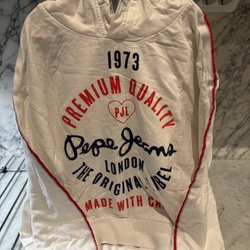 1973
PREMIUM QUALITY
PJL
Pepe Jeans
LONDON
THE ORIGINAL
MADE WITH